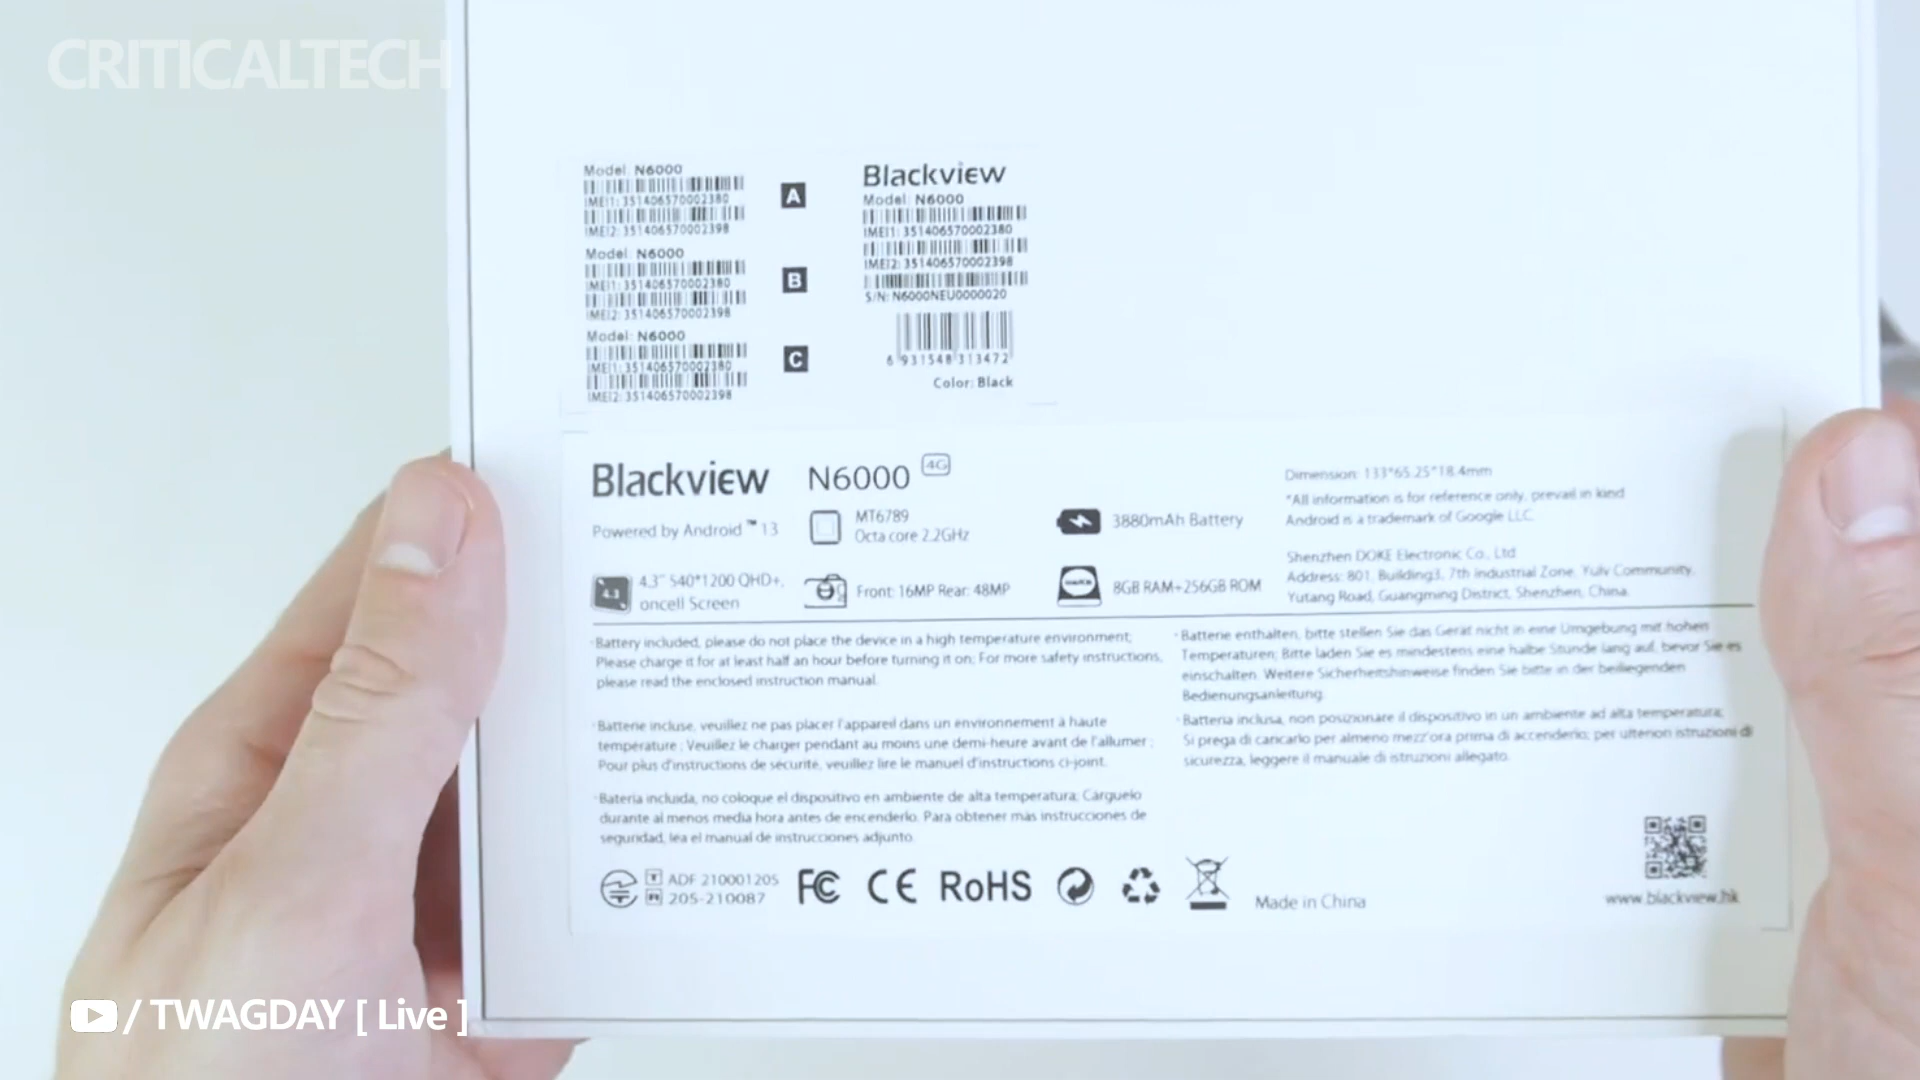 CRITICALTECH
Model: N6000
IMEI1: 351406570002380
IMEI2: 351406570002398
A
Model: N6000
IMEI1: 351406570002380
IMEI2: 351406570002398
B
Model: N6000
IMEI1: 351406570002380
IMEI2: 351406570002398
C
Blackview
Model: N6000
IMEI1: 351406570002380
IMEI2: 351406570002398
S/N: N6000NEU0000020
6 931548 313472
Color: Black
Blackview
Powered by Android™ 13
N6000 4G
MT6789
Octa core 2.2GHz
3880mAh Battery
4.3
4.3" 540*1200 QHD+,
oncell Screen
Front: 16MP Rear: 48MP
8GB RAM+256GB ROM
Dimension: 133*65.25*18.4mm
*All information is for reference only, prevail in kind
Android is a trademark of Google LLC.
Shenzhen DOKE Electronic Co., Ltd
Address: 801, Building3, 7th Industrial Zone, Yulv Community,
Yutang Road, Guangming District, Shenzhen, China.
·Battery included, please do not place the device in a high temperature environment;
Please charge it for at least half an hour before turning it on; For more safety instructions,
please read the enclosed instruction manual.
·Batterie incluse, veuillez ne pas placer l'appareil dans un environnement à haute
température ; Veuillez le charger pendant au moins une demi-heure avant de l'allumer ;
Pour plus d'instructions de sécurité, veuillez lire le manuel d'instructions ci-joint.
·Batería incluida, no coloque el dispositivo en ambiente de alta temperatura; Cárguelo
durante al menos media hora antes de encenderlo. Para obtener más instrucciones de
seguridad, lea el manual de instrucciones adjunto.
·Batterie enthalten, bitte stellen Sie das Gerät nicht in eine Umgebung mit hohen
Temperaturen; Bitte laden Sie es mindestens eine halbe Stunde lang auf, bevor Sie es
einschalten. Weitere Sicherheitshinweise finden Sie bitte in der beiliegenden
Bedienungsanleitung.
·Batteria inclusa, non posizionare il dispositivo in un ambiente ad alta temperatura;
Si prega di caricarlo per almeno mezz'ora prima di accenderlo; per ulteriori istruzioni di
sicurezza, leggere il manuale di istruzioni allegato.
T ADF 210001205
R 205-210087
FC CE RoHS
Made in China
www.blackview.hk
/ TWAGDAY [ Live ]